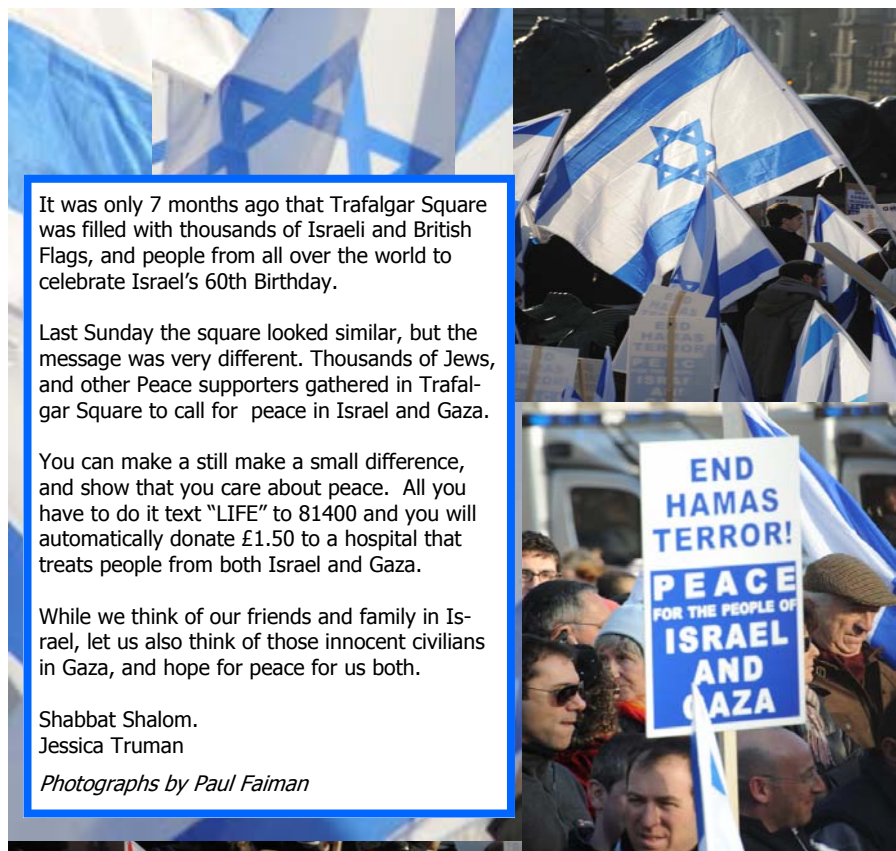 It was only 7 months ago that Trafalgar Square
was filled with thousands of Israeli and British
Flags, and people from all over the world to
celebrate Israel’s 60th Birthday.
Last Sunday the square looked similar, but the
message was very different. Thousands of Jews,
and other Peace supporters gathered in Trafal-
gar Square to call for  peace in Israel and Gaza.
You can make a still make a small difference,
and show that you care about peace.  All you
have to do it text “LIFE” to 81400 and you will
automatically donate £1.50 to a hospital that
treats people from both Israel and Gaza.
While we think of our friends and family in Is-
rael, let us also think of those innocent civilians
in Gaza, and hope for peace for us both.
Shabbat Shalom.
Jessica Truman
Photographs by Paul Faiman
END
HAMAS
TERROR!
PEACE
END
HAMAS
TERROR!
PEACE
FOR THE PEOPLE OF
ISRAEL
AND
GAZA